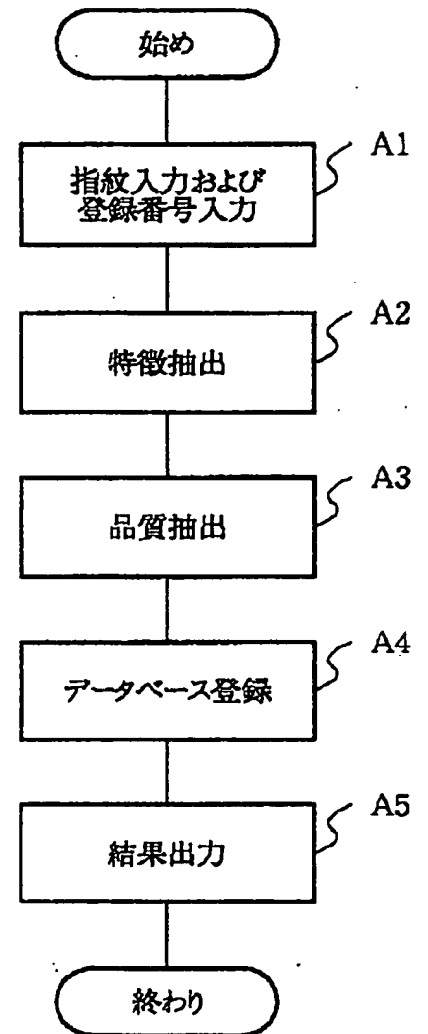 始め
A1
指紋入力および
登録番号入力
A2
特徴抽出
A3
品質抽出
A4
データベース登録
A5
結果出力
終わり